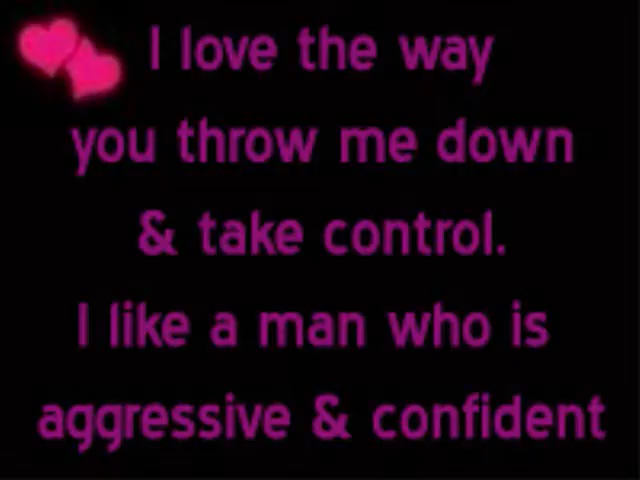 I love the way
you throw me down
& take control.
I like a man who is
aggressive & confident